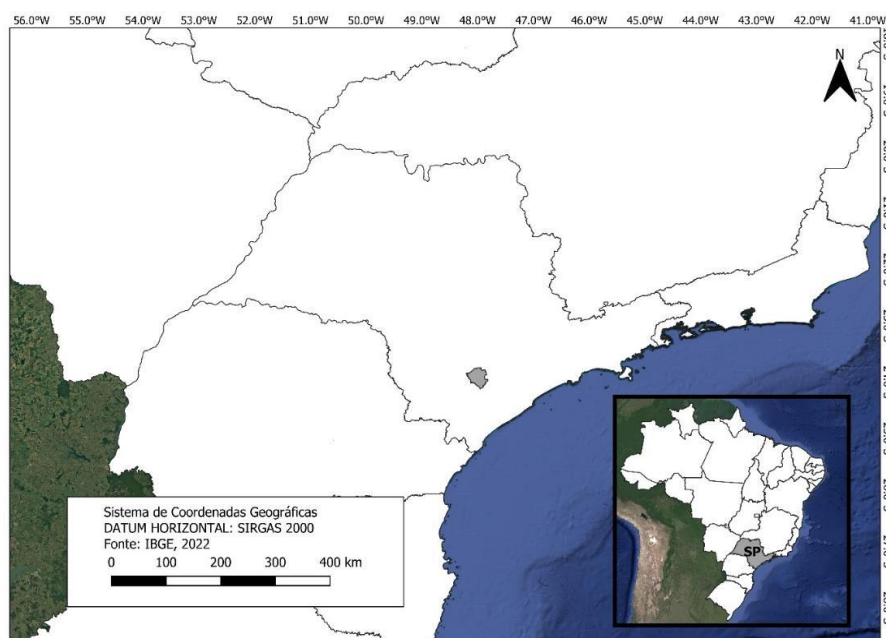 56.0°W 55.0°W 54.0°W 53.0°W 52.0°W 51.0°W 50.0°W 49.0°W 48.0°W 47.0°W 46.0°W 45.0°W 44.0°W 43.0°W 42.0°W 41.0°W
N
SP
Sistema de Coordenadas Geográficas
DATUM HORIZONTAL: SIRGAS 2000
Fonte: IBGE, 2022
0 100 200 300 400 km